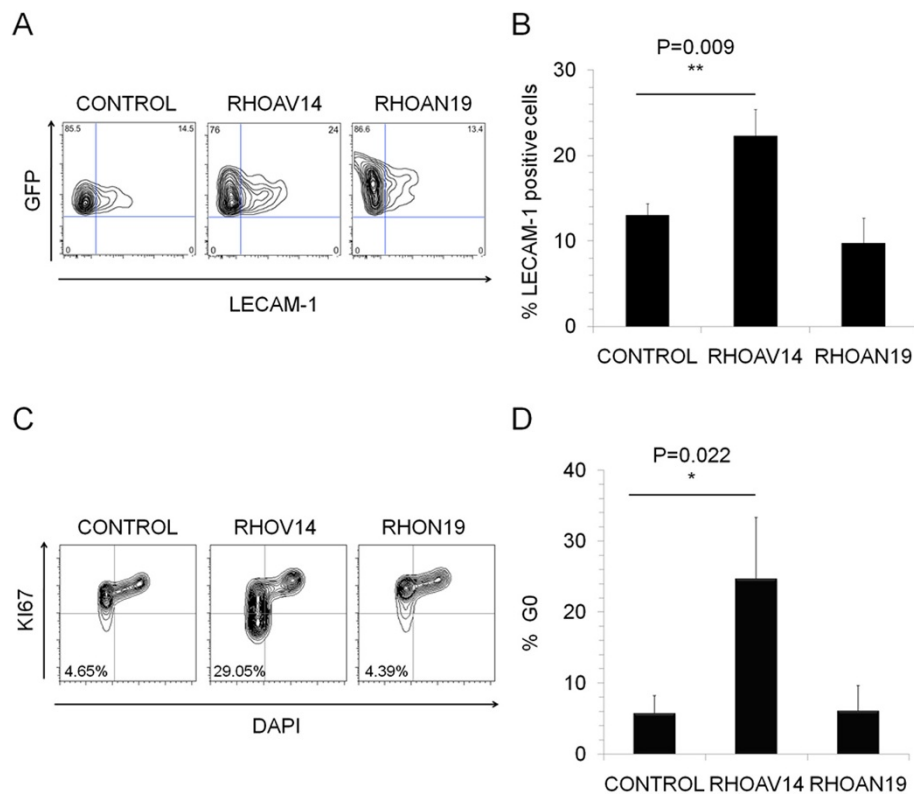 A
CONTROL
RHOAV14
RHOAN19
85.5
14.5
76
24
86.6
13.4
0
0
0
0
0
0
GFP
LECAM-1
B
P=0.009
**
% LECAM-1 positive cells
30
20
10
0
CONTROL RHOAV14 RHOAN19
C
CONTROL
RHOV14
RHON19
KI67
4.65%
29.05%
4.39%
DAPI
D
P=0.022
*
% G0
40
30
20
10
0
CONTROL RHOAV14 RHOAN19